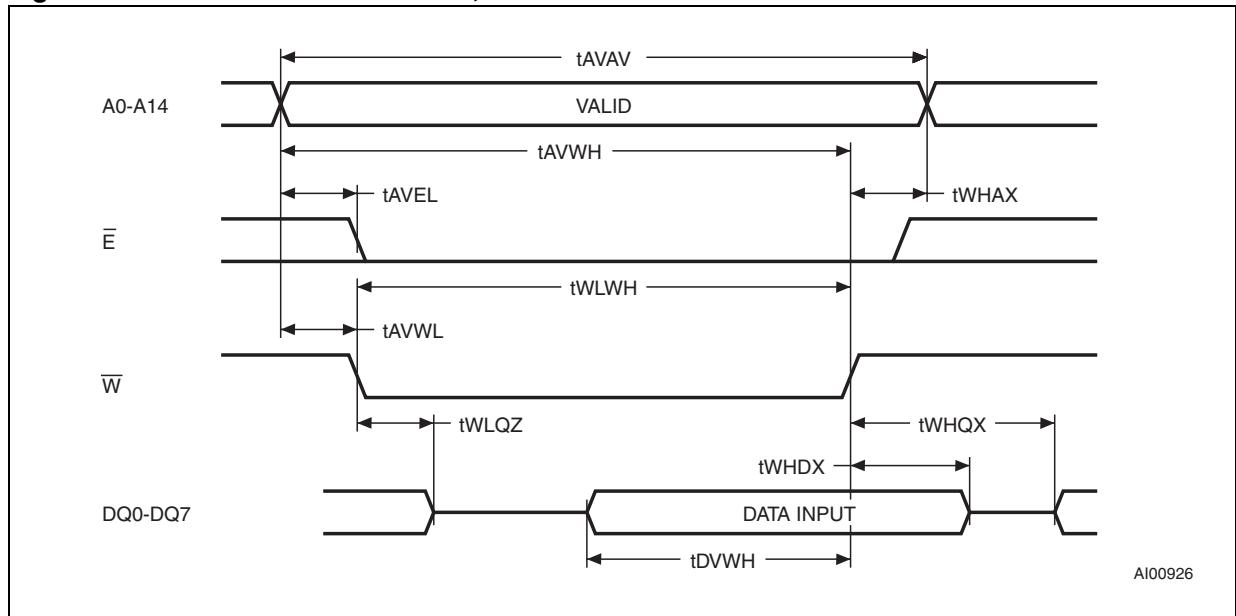 tAVAV
A0-A14
VALID
tAVWH
tAVEL
tWHAX
E̅
tWLWH
tAVWL
W̅
tWLQZ
tWHQX
tWHDX
DQ0-DQ7
DATA INPUT
tDVWH
AI00926